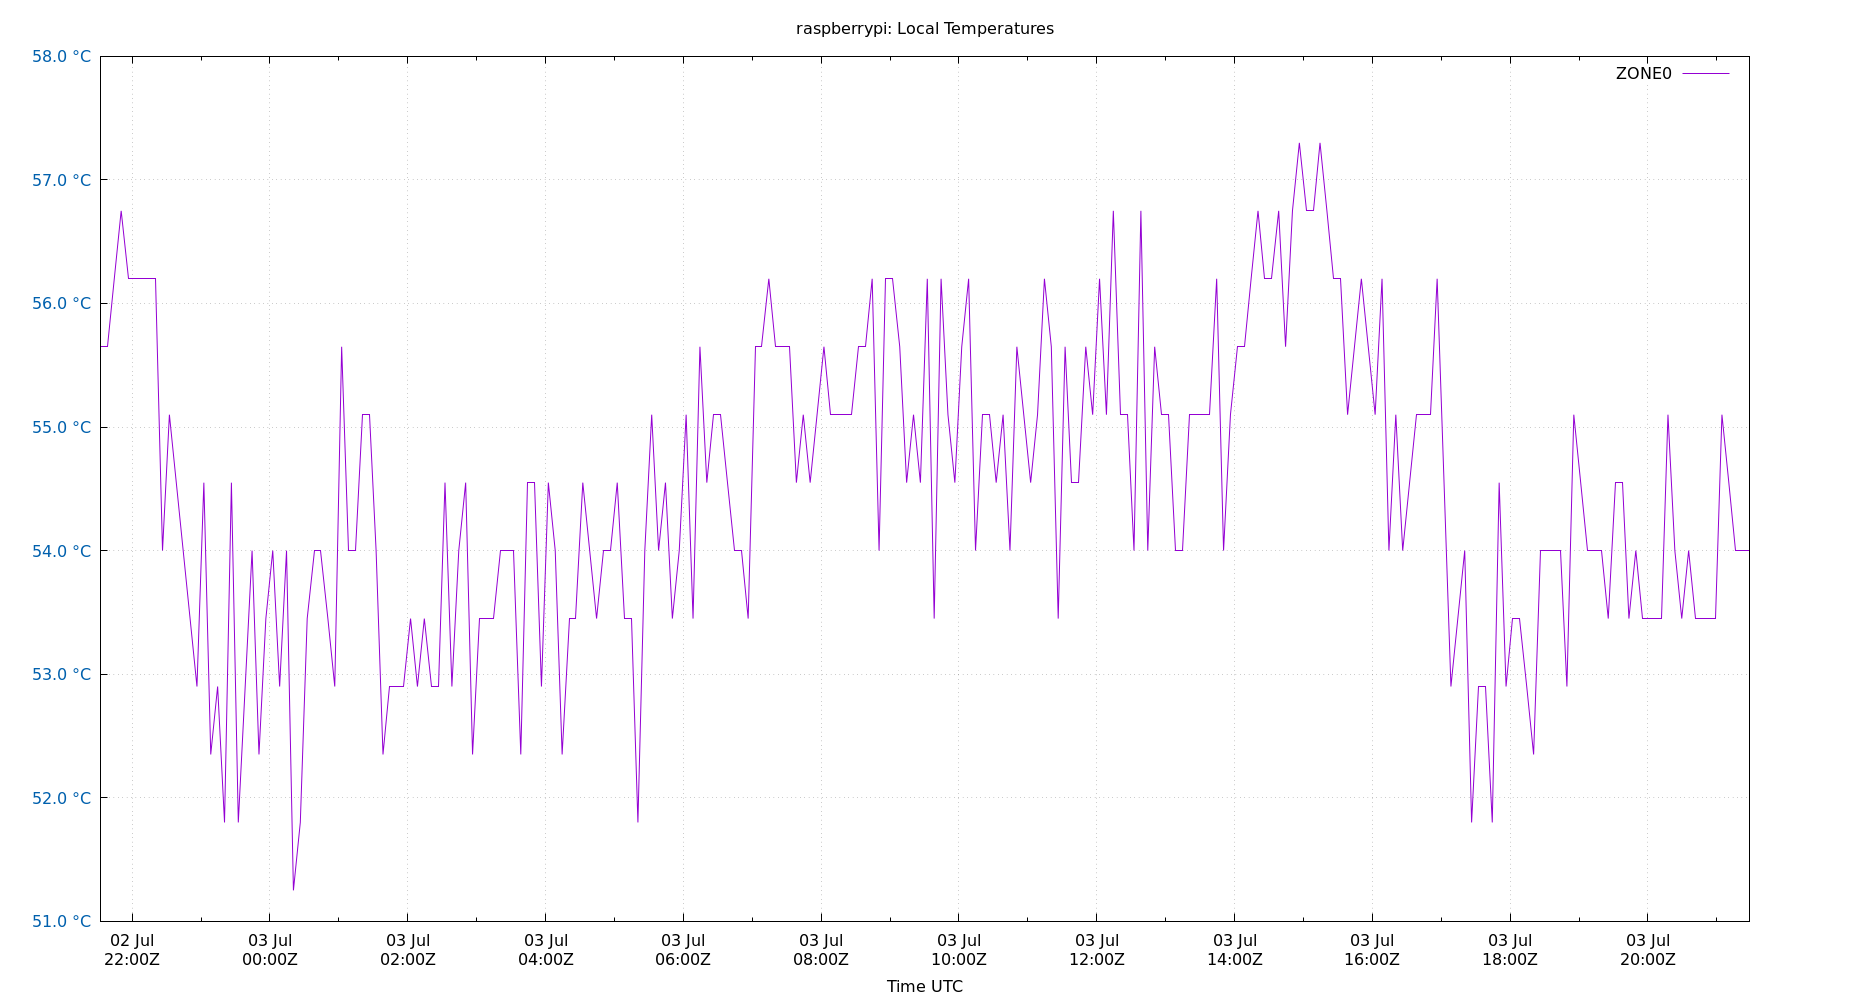 raspberrypi: Local Temperatures
58.0 °C
ZONE0
57.0 °C
56.0 °C
55.0 °C
54.0 °C
53.0 °C
52.0 °C
51.0 °C
02 Jul 03 Jul 03 Jul 03 Jul 03 Jul 03 Jul 03 Jul 03 Jul 03 Jul 03 Jul 03 Jul 03 Jul
22:00Z 00:00Z 02:00Z 04:00Z 06:00Z 08:00Z 10:00Z 12:00Z 14:00Z 16:00Z 18:00Z 20:00Z
Time UTC